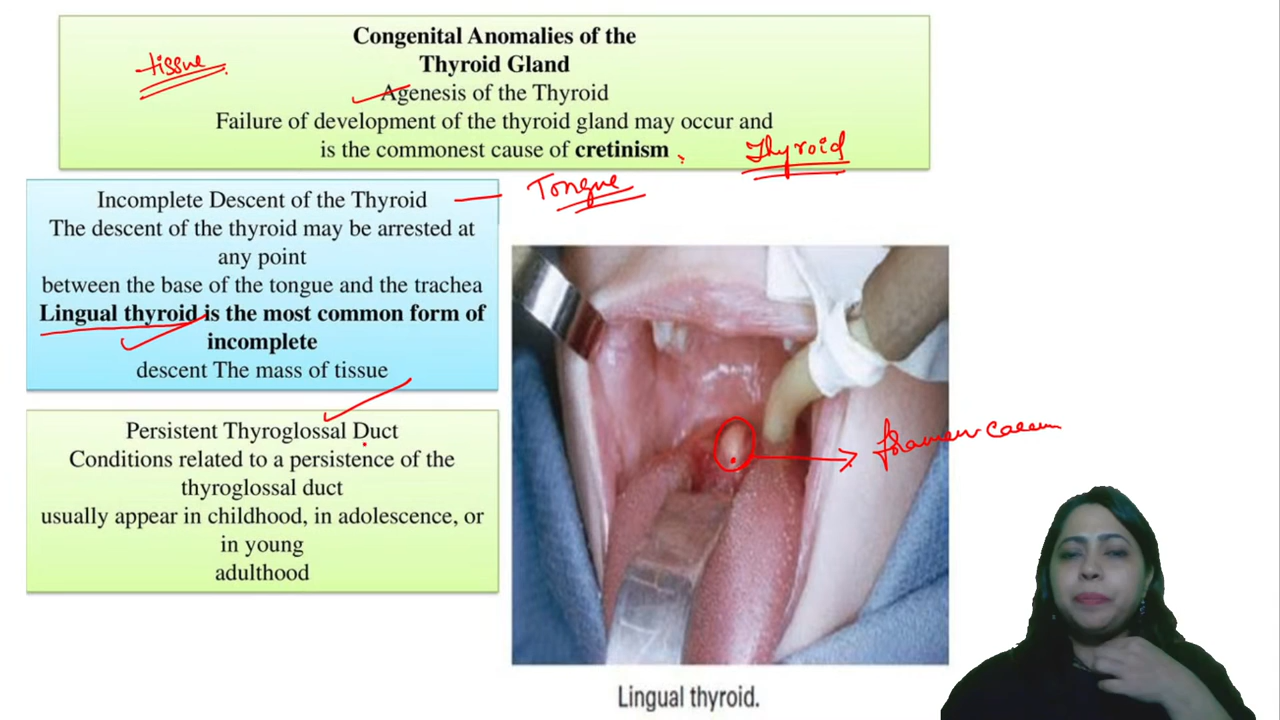 Congenital Anomalies of the
Thyroid Gland
tissue
Agenesis of the Thyroid
Failure of development of the thyroid gland may occur and
is the commonest cause of cretinism
Thyroid
Incomplete Descent of the Thyroid
Tongue
The descent of the thyroid may be arrested at
any point
between the base of the tongue and the trachea
Lingual thyroid is the most common form of
incomplete
descent The mass of tissue
Persistent Thyroglossal Duct
Conditions related to a persistence of the
thyroglossal duct
usually appear in childhood, in adolescence, or
in young
adulthood
Lingual thyroid.